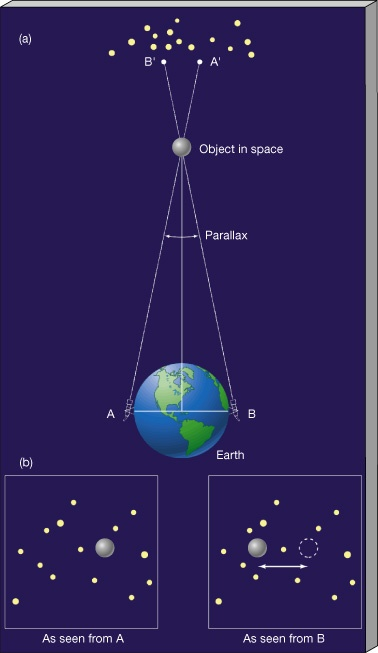 (a)
B' A'
Object in space
Parallax
A B
Earth
(b)
As seen from A
As seen from B